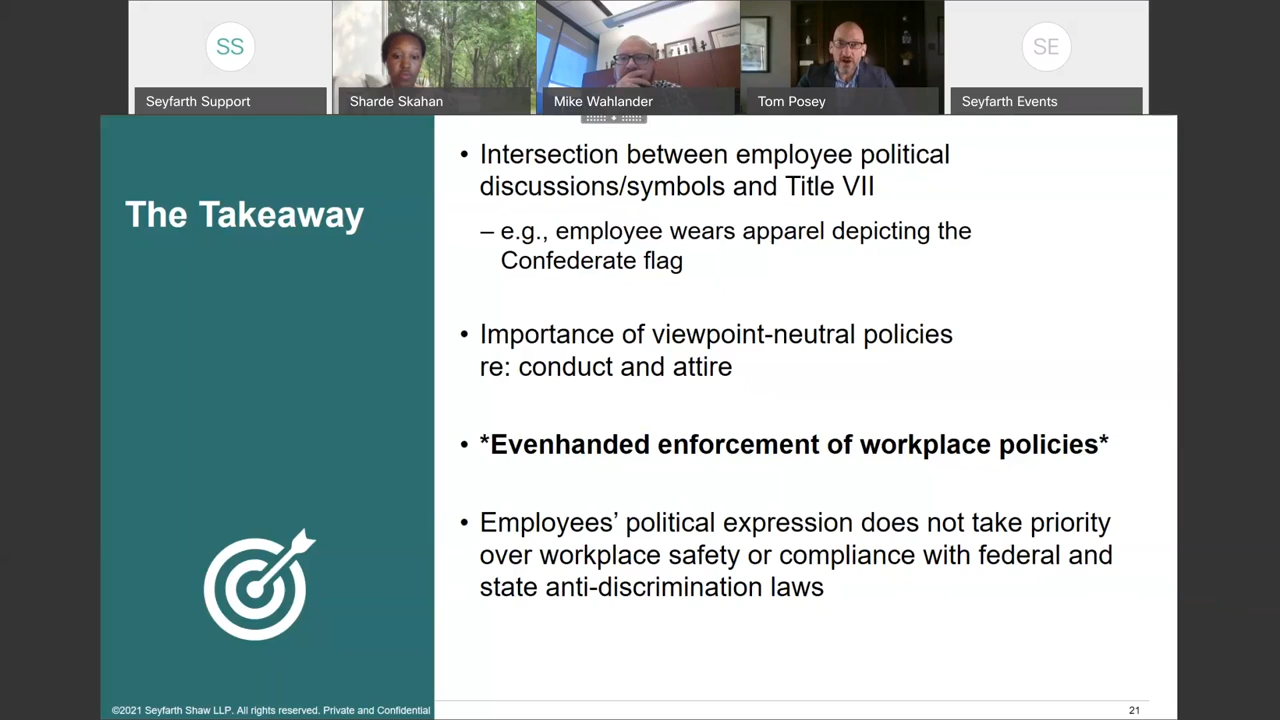 SS
SE
Seyfarth Support
Sharde Skahan
Mike Wahlander
Tom Posey
Seyfarth Events
The Takeaway
• Intersection between employee political
discussions/symbols and Title VII
– e.g., employee wears apparel depicting the
Confederate flag
• Importance of viewpoint-neutral policies
re: conduct and attire
• *Evenhanded enforcement of workplace policies*
• Employees’ political expression does not take priority
over workplace safety or compliance with federal and
state anti-discrimination laws
©2021 Seyfarth Shaw LLP. All rights reserved. Private and Confidential
21